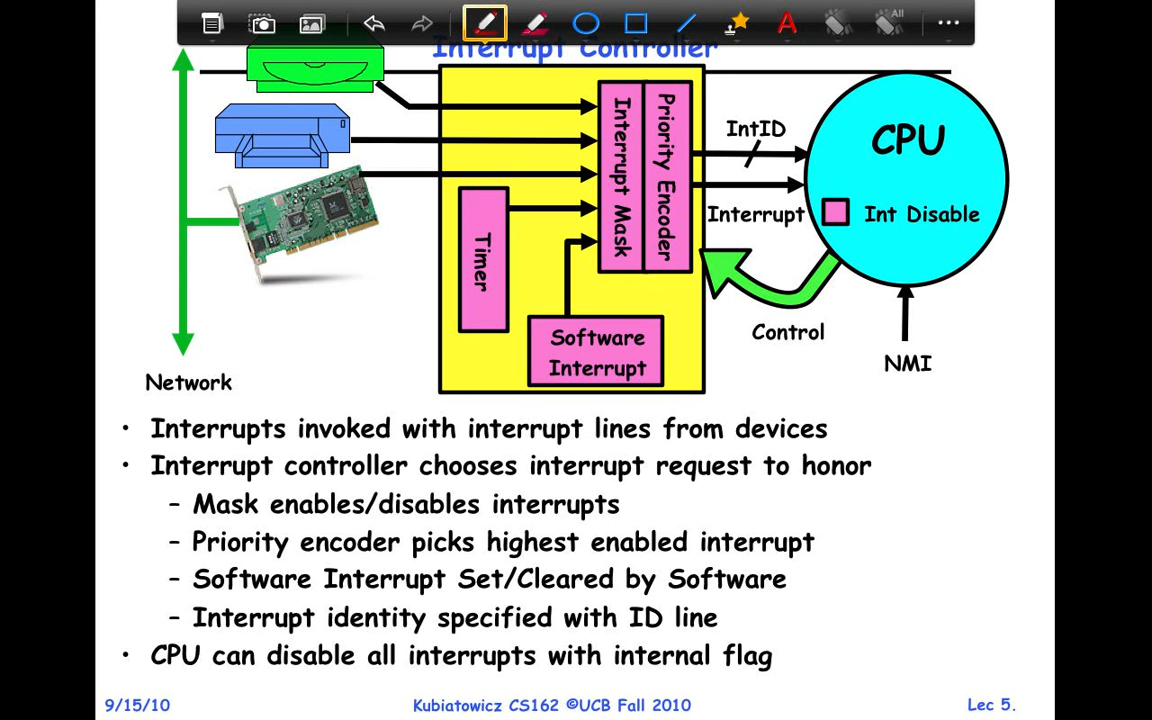 All
A
Interrupt Controller
Interrupt Mask
Priority Encoder
IntID
CPU
Interrupt
Int Disable
Timer
Software
Interrupt
Control
NMI
Network
• Interrupts invoked with interrupt lines from devices
• Interrupt controller chooses interrupt request to honor
– Mask enables/disables interrupts
– Priority encoder picks highest enabled interrupt
– Software Interrupt Set/Cleared by Software
– Interrupt identity specified with ID line
• CPU can disable all interrupts with internal flag
9/15/10 Kubiatowicz CS162 ©UCB Fall 2010 Lec 5.